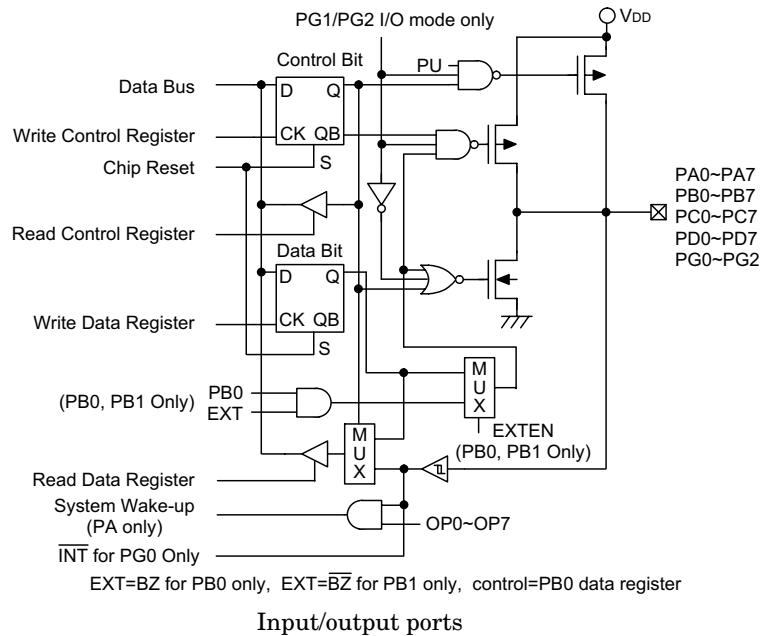 PG1/PG2 I/O mode only
VDD
Control Bit
PU
Data Bus
D
Q
Write Control Register
CK
QB
Chip Reset
S
PA0~PA7
PB0~PB7
PC0~PC7
PD0~PD7
PG0~PG2
Read Control Register
Data Bit
D
Q
Write Data Register
CK
QB
S
M
U
X
(PB0, PB1 Only)
PB0
EXT
EXTEN
(PB0, PB1 Only)
M
U
X
Read Data Register
System Wake-up
(PA only)
OP0~OP7
INT for PG0 Only
EXT=BZ for PB0 only, EXT=BZ for PB1 only, control=PB0 data register
Input/output ports